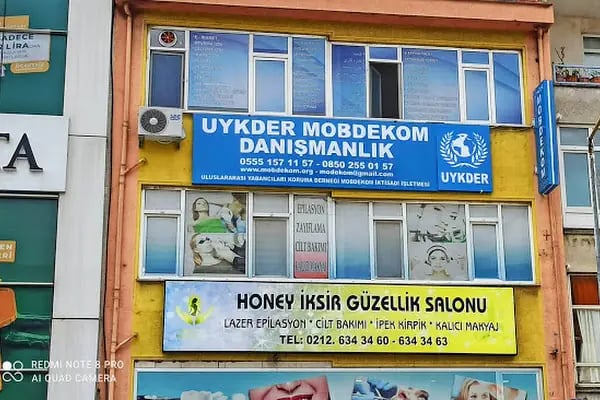 SADECE
LİRA
UYKDER MOBDEKOM
DANIŞMANLIK
0555 157 11 57 - 0850 255 01 57
www.mobdekom.org - modekom@gmail.com
ULUSLARARASI YABANCILARI KORUMA DERNEĞİ MOBDEKOM İKTİSADİ İŞLETMESİ
UYKDER
MOBDEKOM
TA
EPİLASYON
ZAYIFLAMA
CİLT BAKIMI
HONEY İKSİR GÜZELLİK SALONU
LAZER EPİLASYON * CİLT BAKIMI * İPEK KİRPİK * KALICI MAKYAJ
TEL: 0212. 634 34 60 - 634 34 63
REDMI NOTE 8 PRO
AI QUAD CAMERA